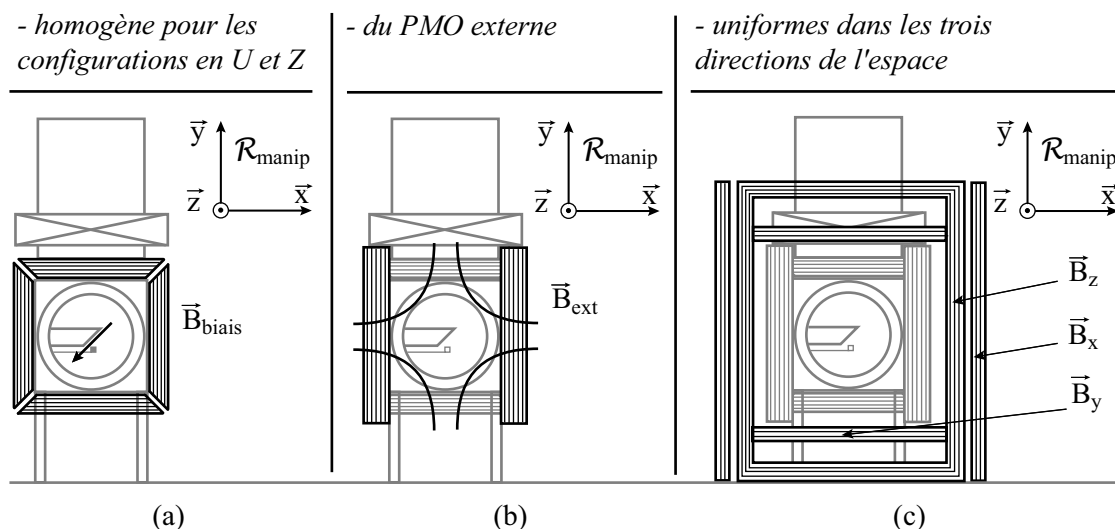 - homogène pour les
configurations en U et Z
- du PMO externe
- uniformes dans les trois
directions de l'espace
y
R manip
z
x
B biais
y
R manip
z
x
B ext
y
R manip
z
x
B z
B x
B y
(a)
(b)
(c)